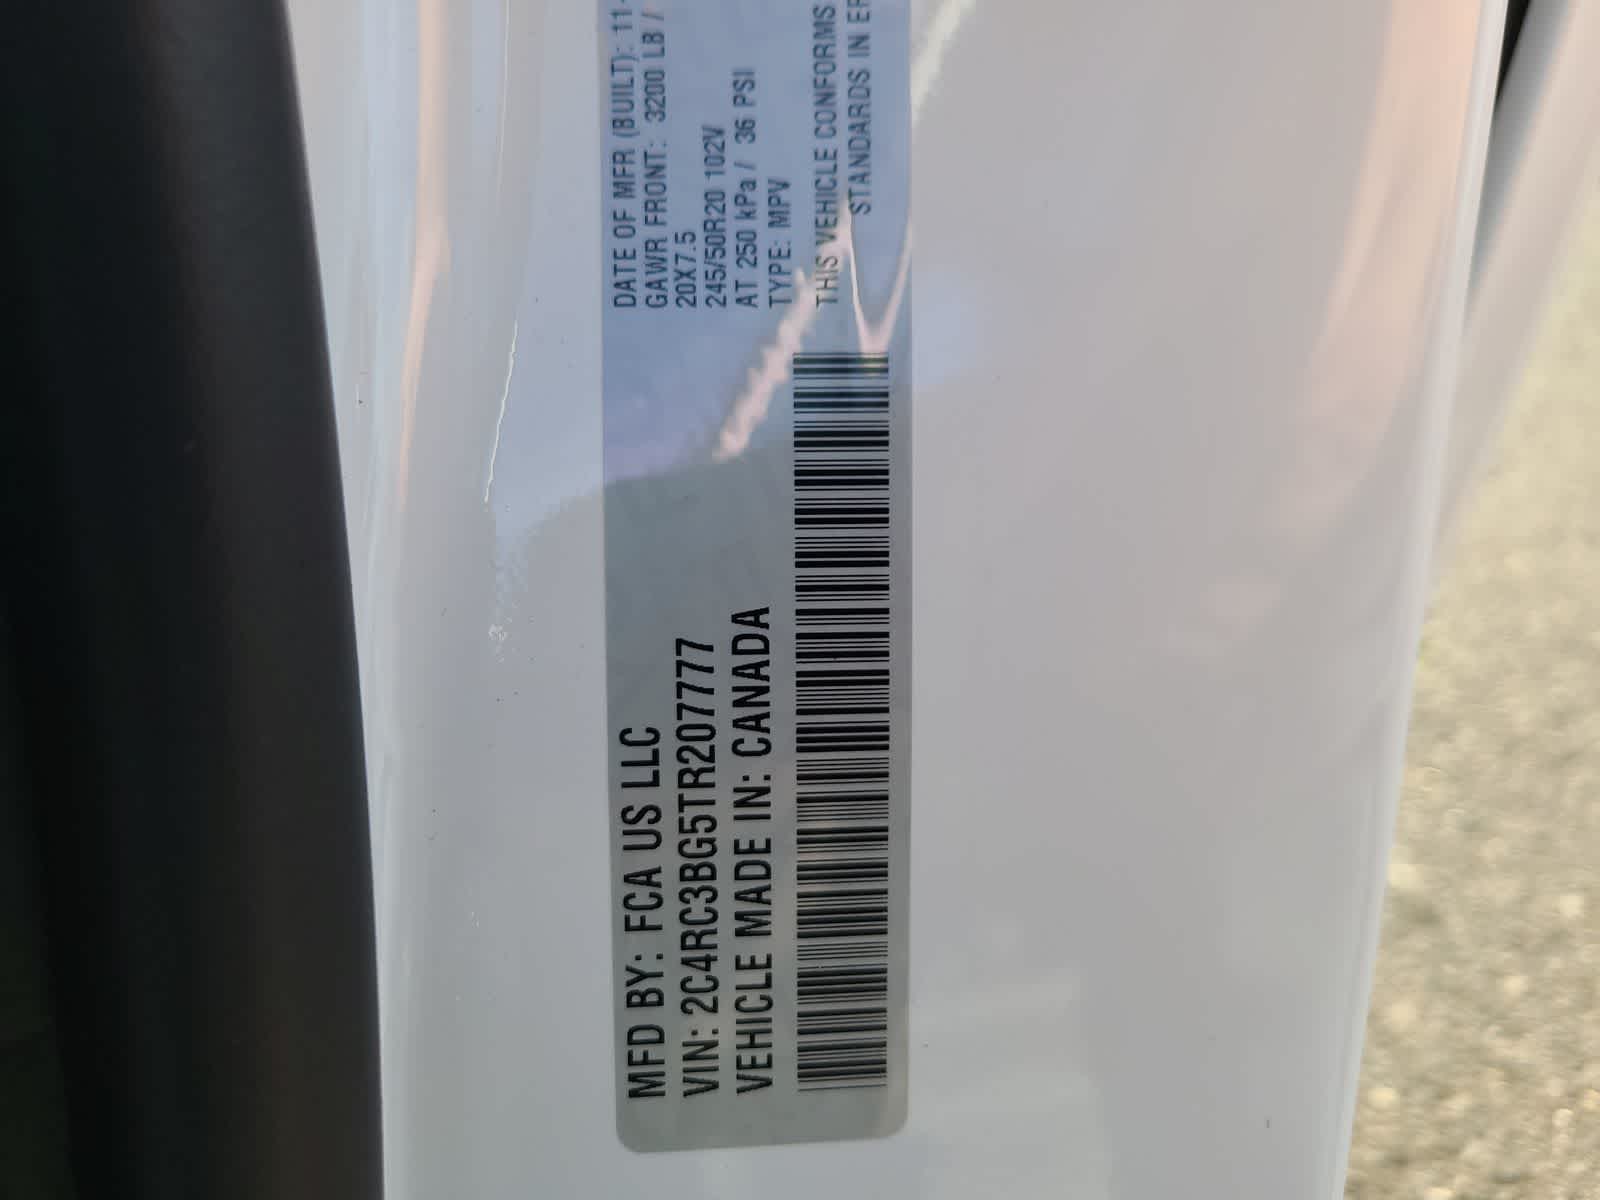 MFD BY: FCA US LLC
VIN: 2C4RC3BG5TR207777
VEHICLE MADE IN: CANADA
DATE OF MFR (BUILT): 11-
GAWR FRONT: 3200 LB /
20X7.5
245/50R20 102V
AT 250 kPa / 36 PSI
TYPE: MPV
THIS VEHICLE CONFORMS
STANDARDS IN